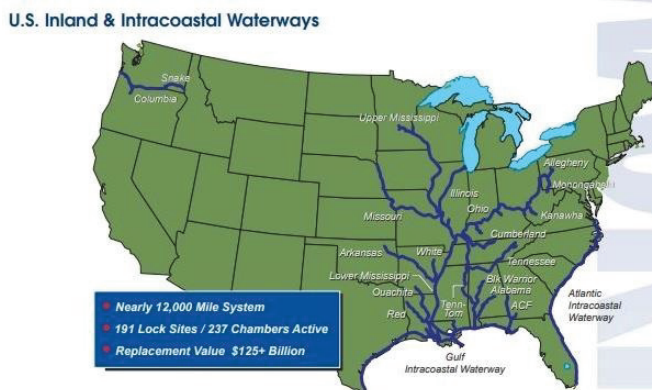 U.S. Inland & Intracoastal Waterways
Snake
Columbia
Upper Mississippi
Allegheny
Monongahela
Illinois
Ohio
Missouri
Kanawha
Cumberland
Arkansas
White
Tennessee
Lower Mississippi
Blk Warrior
Alabama
Ouachita
Tenn-
Tom
ACF
Red
Atlantic
Intracoastal
Waterway
Gulf
Intracoastal Waterway
Nearly 12,000 Mile System
191 Lock Sites / 237 Chambers Active
Replacement Value $125+ Billion